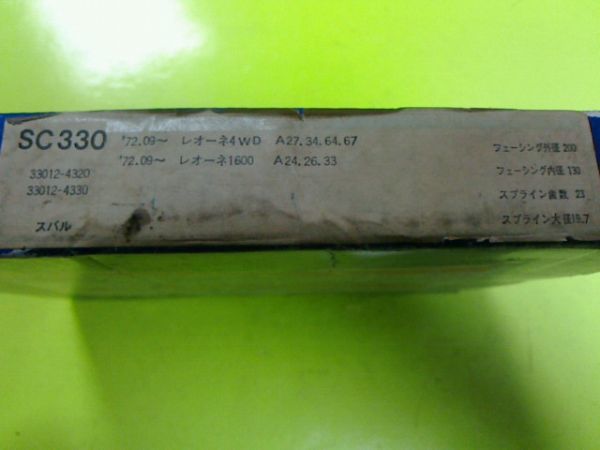 SC330
'72.09~ レオーネ4WD A27.34.64.67
'72.09~ レオーネ1600 A24.26.33
33012-4320
33012-4330
スバル
フェーシング外径 200
フェーシング内径 130
スプライン歯数 23
スプライン大径19.7